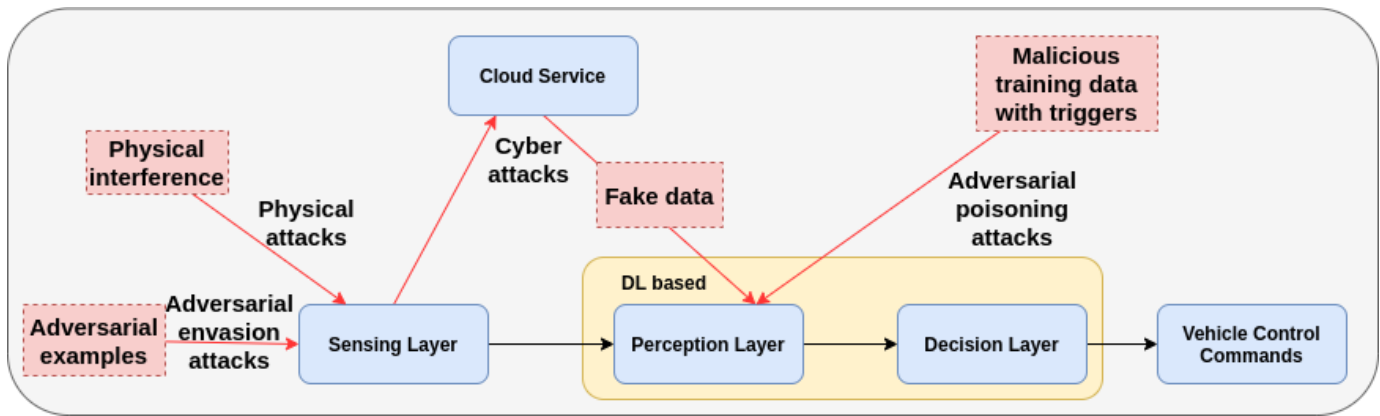 Cloud Service
Malicious
training data
with triggers
Physical
interference
Cyber
attacks
Fake data
Physical
attacks
Adversarial
poisoning
attacks
DL based
Adversarial
examples
Adversarial
envasion
attacks
Sensing Layer
Perception Layer
Decision Layer
Vehicle Control
Commands